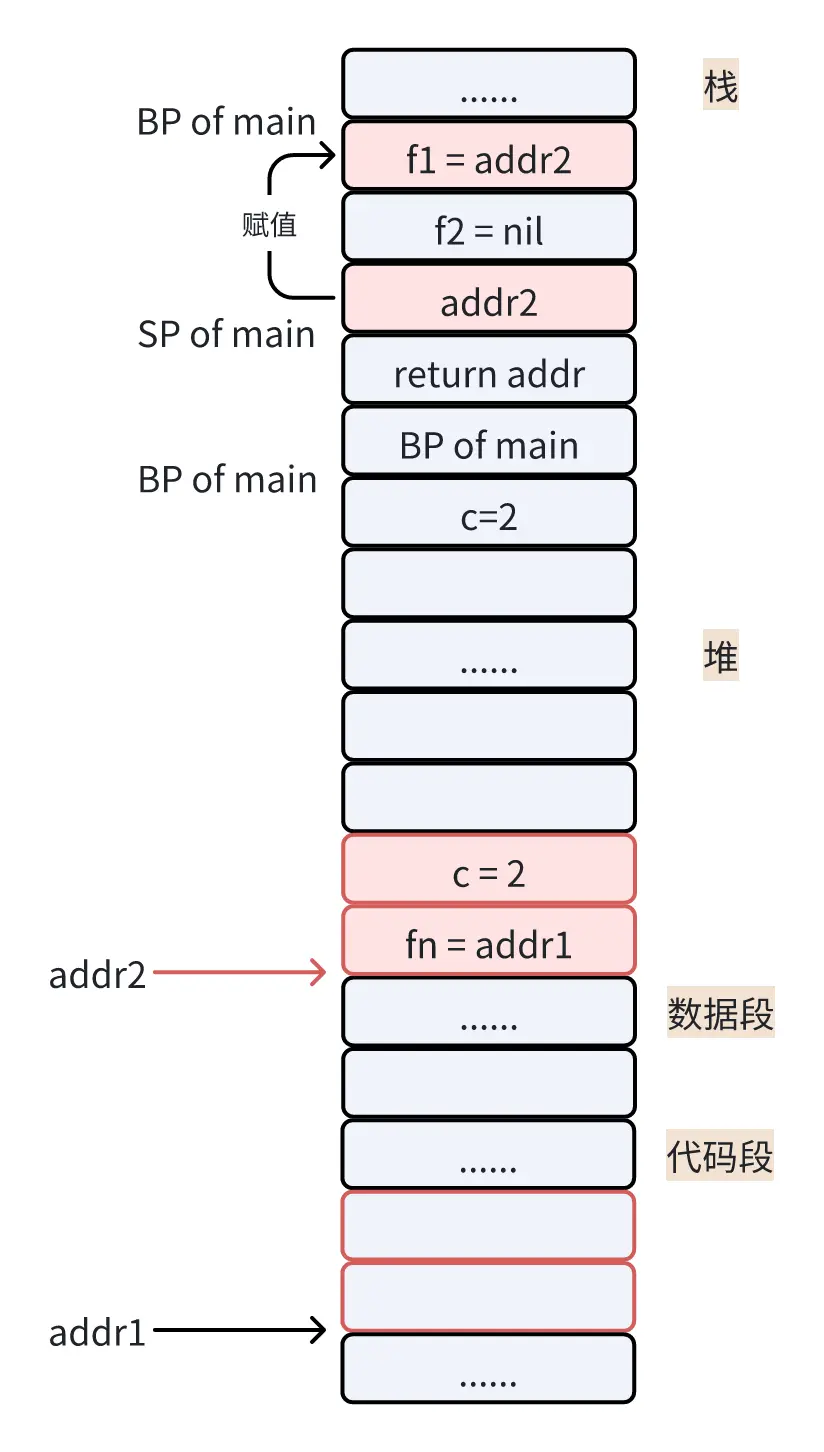 ......
栈
BP of main
f1 = addr2
赋值
f2 = nil
addr2
SP of main
return addr
BP of main
BP of main
c=2
......
堆
c = 2
fn = addr1
addr2
......
数据段
......
代码段
addr1
......